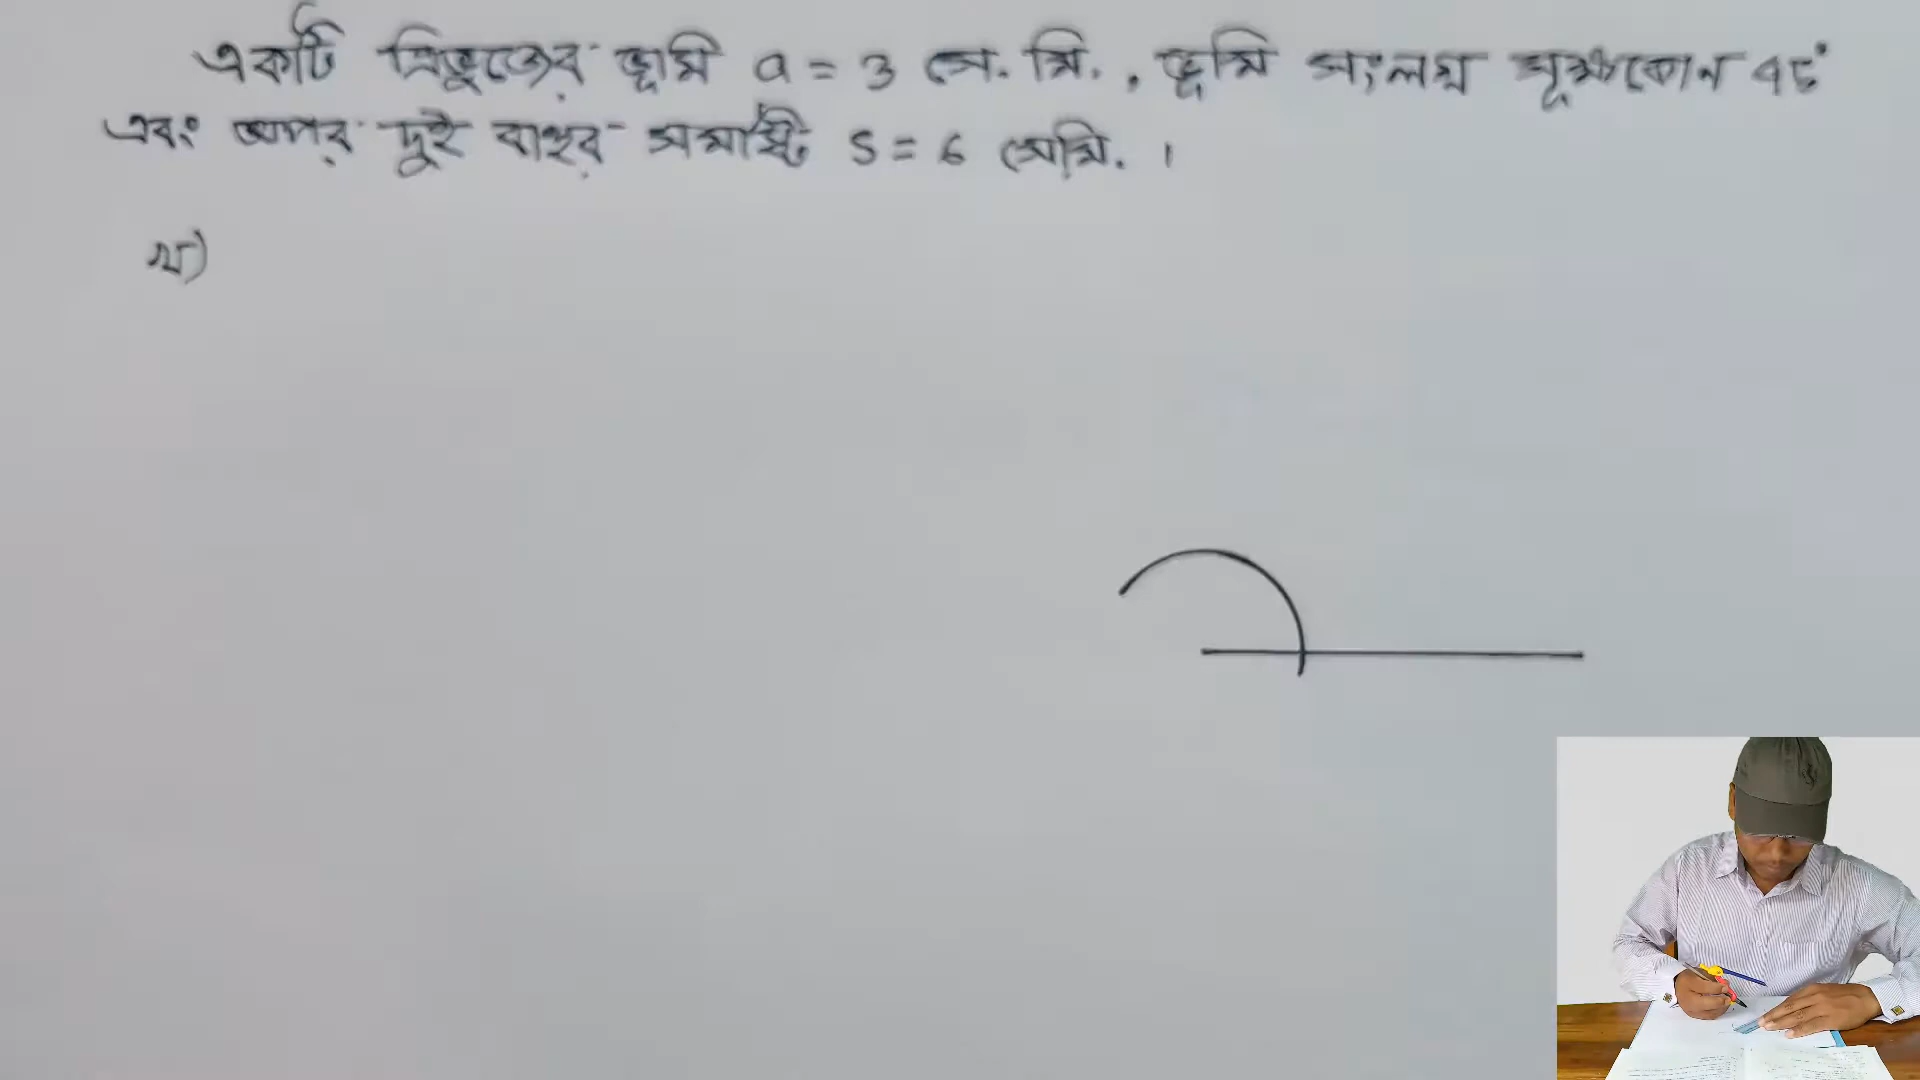 একটি ত্রিভুজের ভূমি a = 3 সে. মি. , ভূমি সংলগ্ন সূক্ষ্মকোন 45°
এবং অপর দুই বাহুর সমষ্টি S = 6 সেমি. ।
খ)